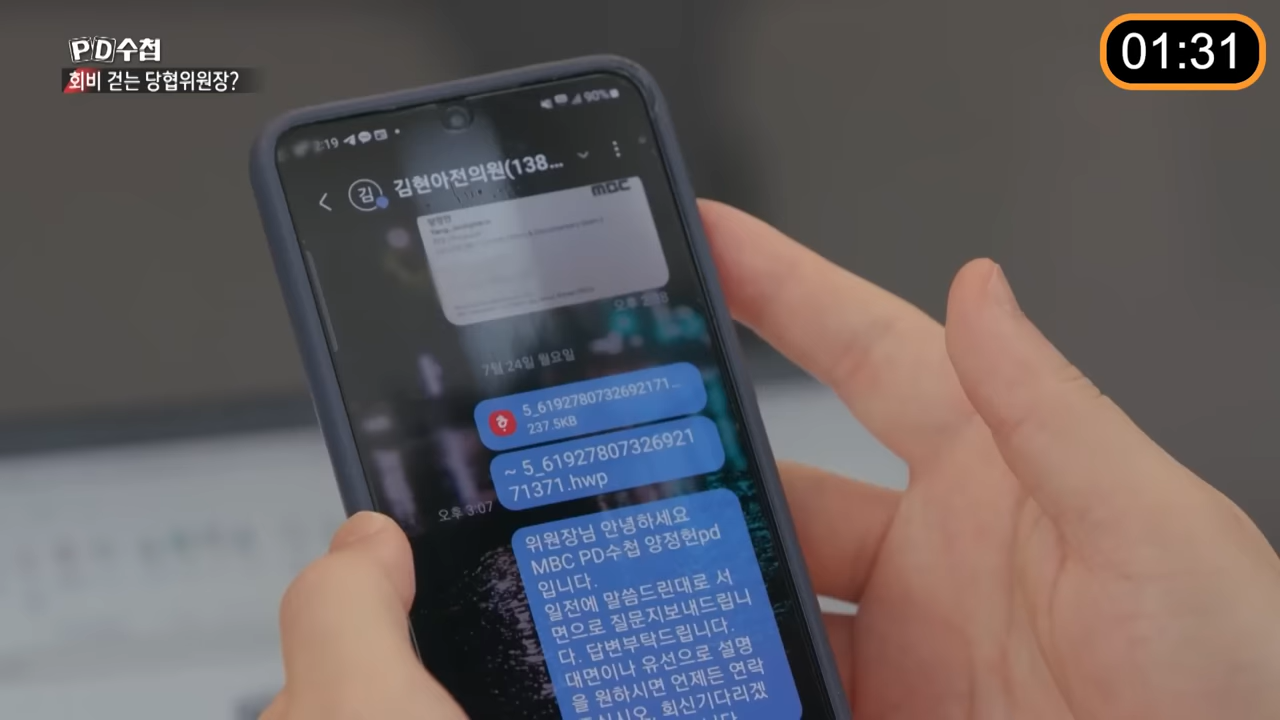 PD수첩
회비 걷는 당협위원장?
01:31
2:19
90%
김
김현아전의원(138...
mbc
7월 24일 월요일
5_6192780732692171...
237.5KB
~ 5_61927807326921
71371.hwp
오후 3:07
위원장님 안녕하세요
MBC PD수첩 양정헌pd
입니다.
일전에 말씀드린대로 서
면으로 질문지보내드립니
다. 답변부탁드립니다.
대면이나 유선으로 설명
을 원하시면 언제든 연락
주십시오. 회신기다리겠